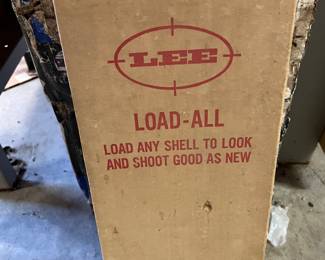 LEE
LOAD-ALL
LOAD ANY SHELL TO LOOK
AND SHOOT GOOD AS NEW